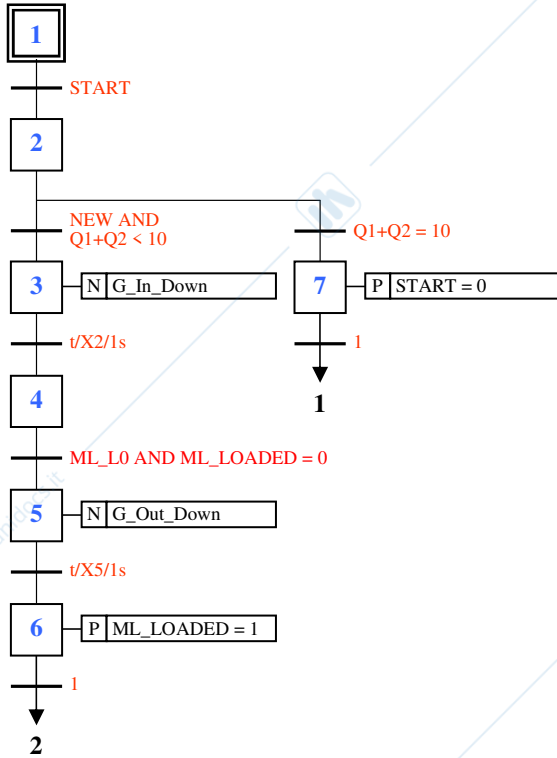 1
START
2
NEW AND
Q1+Q2 < 10
Q1+Q2 = 10
3
N G_In_Down
7
P START = 0
t/X2/1s
1
4
1
ML_L0 AND ML_LOADED = 0
5
N G_Out_Down
t/X5/1s
6
P ML_LOADED = 1
1
2